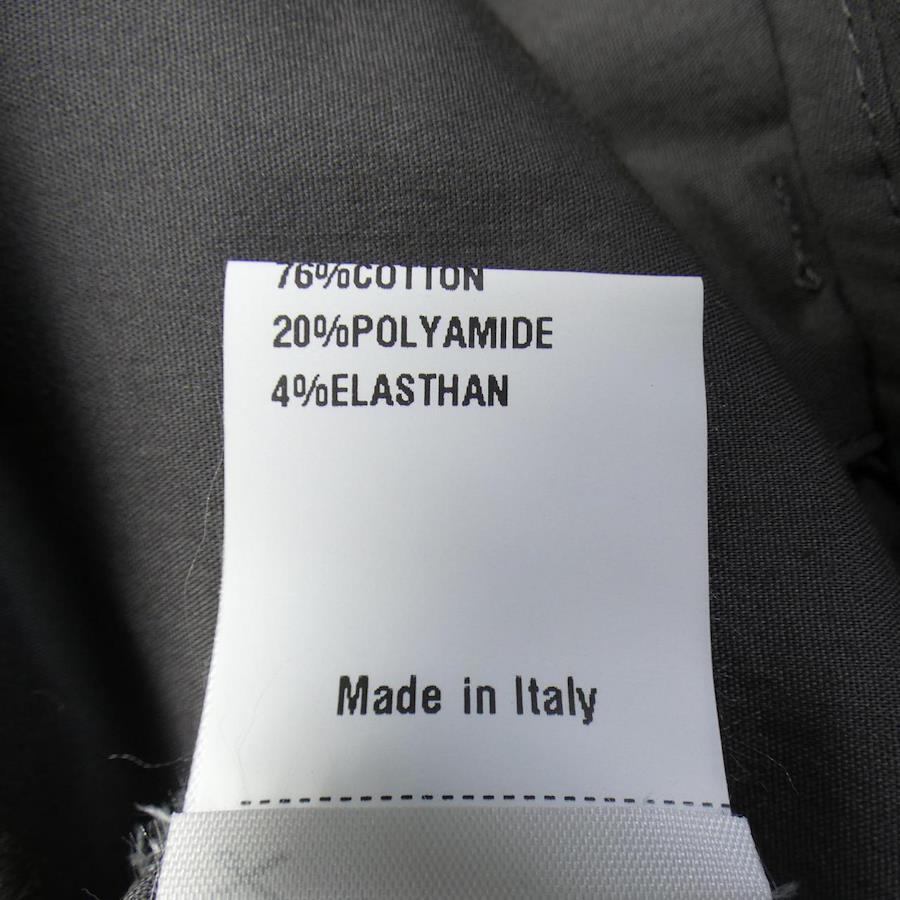 76%COTTON
20%POLYAMIDE
4%ELASTHAN
Made in Italy